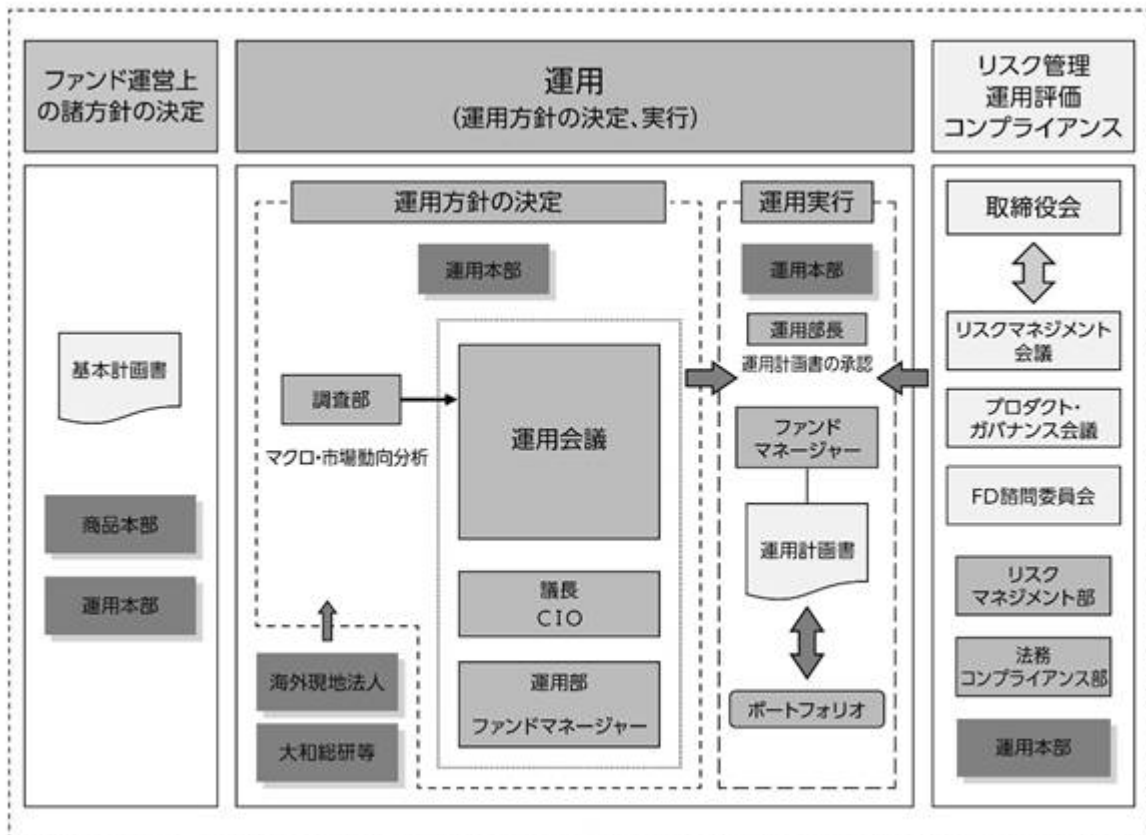 ファンド運営上
の諸方針の決定
運用
(運用方針の決定、実行)
リスク管理
運用評価
コンプライアンス
基本計画書
商品本部
運用本部
運用方針の決定
運用本部
調査部
マクロ・市場動向分析
運用会議
議長
CIO
運用部
ファンドマネージャー
海外現地法人
大和総研等
運用実行
運用本部
運用部長
運用計画書の承認
ファンド
マネージャー
運用計画書
ポートフォリオ
取締役会
リスクマネジメント
会議
プロダクト・
ガバナンス会議
FD諮問委員会
リスク
マネジメント部
法務
コンプライアンス部
運用本部